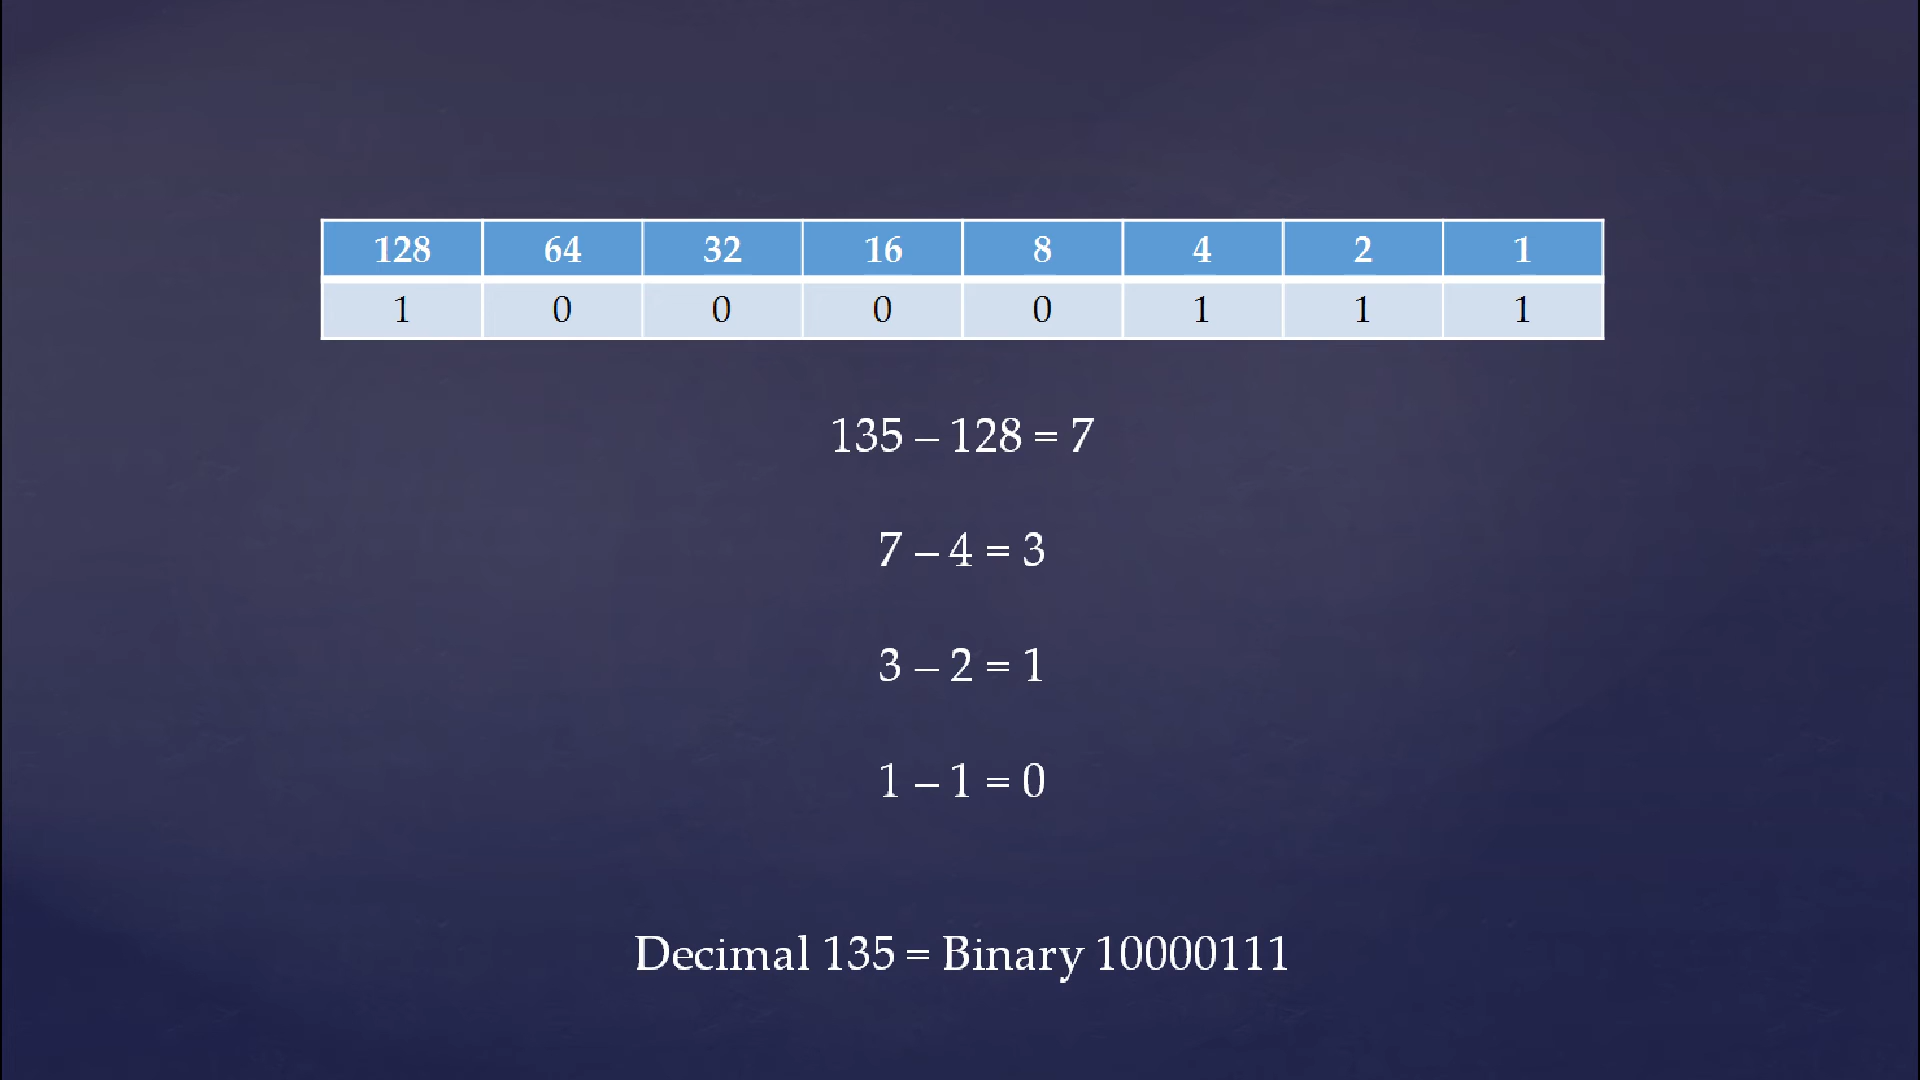 128 64 32 16 8 4 2 1
1 0 0 0 0 1 1 1
135 – 128 = 7
7 – 4 = 3
3 – 2 = 1
1 – 1 = 0
Decimal 135 = Binary 10000111